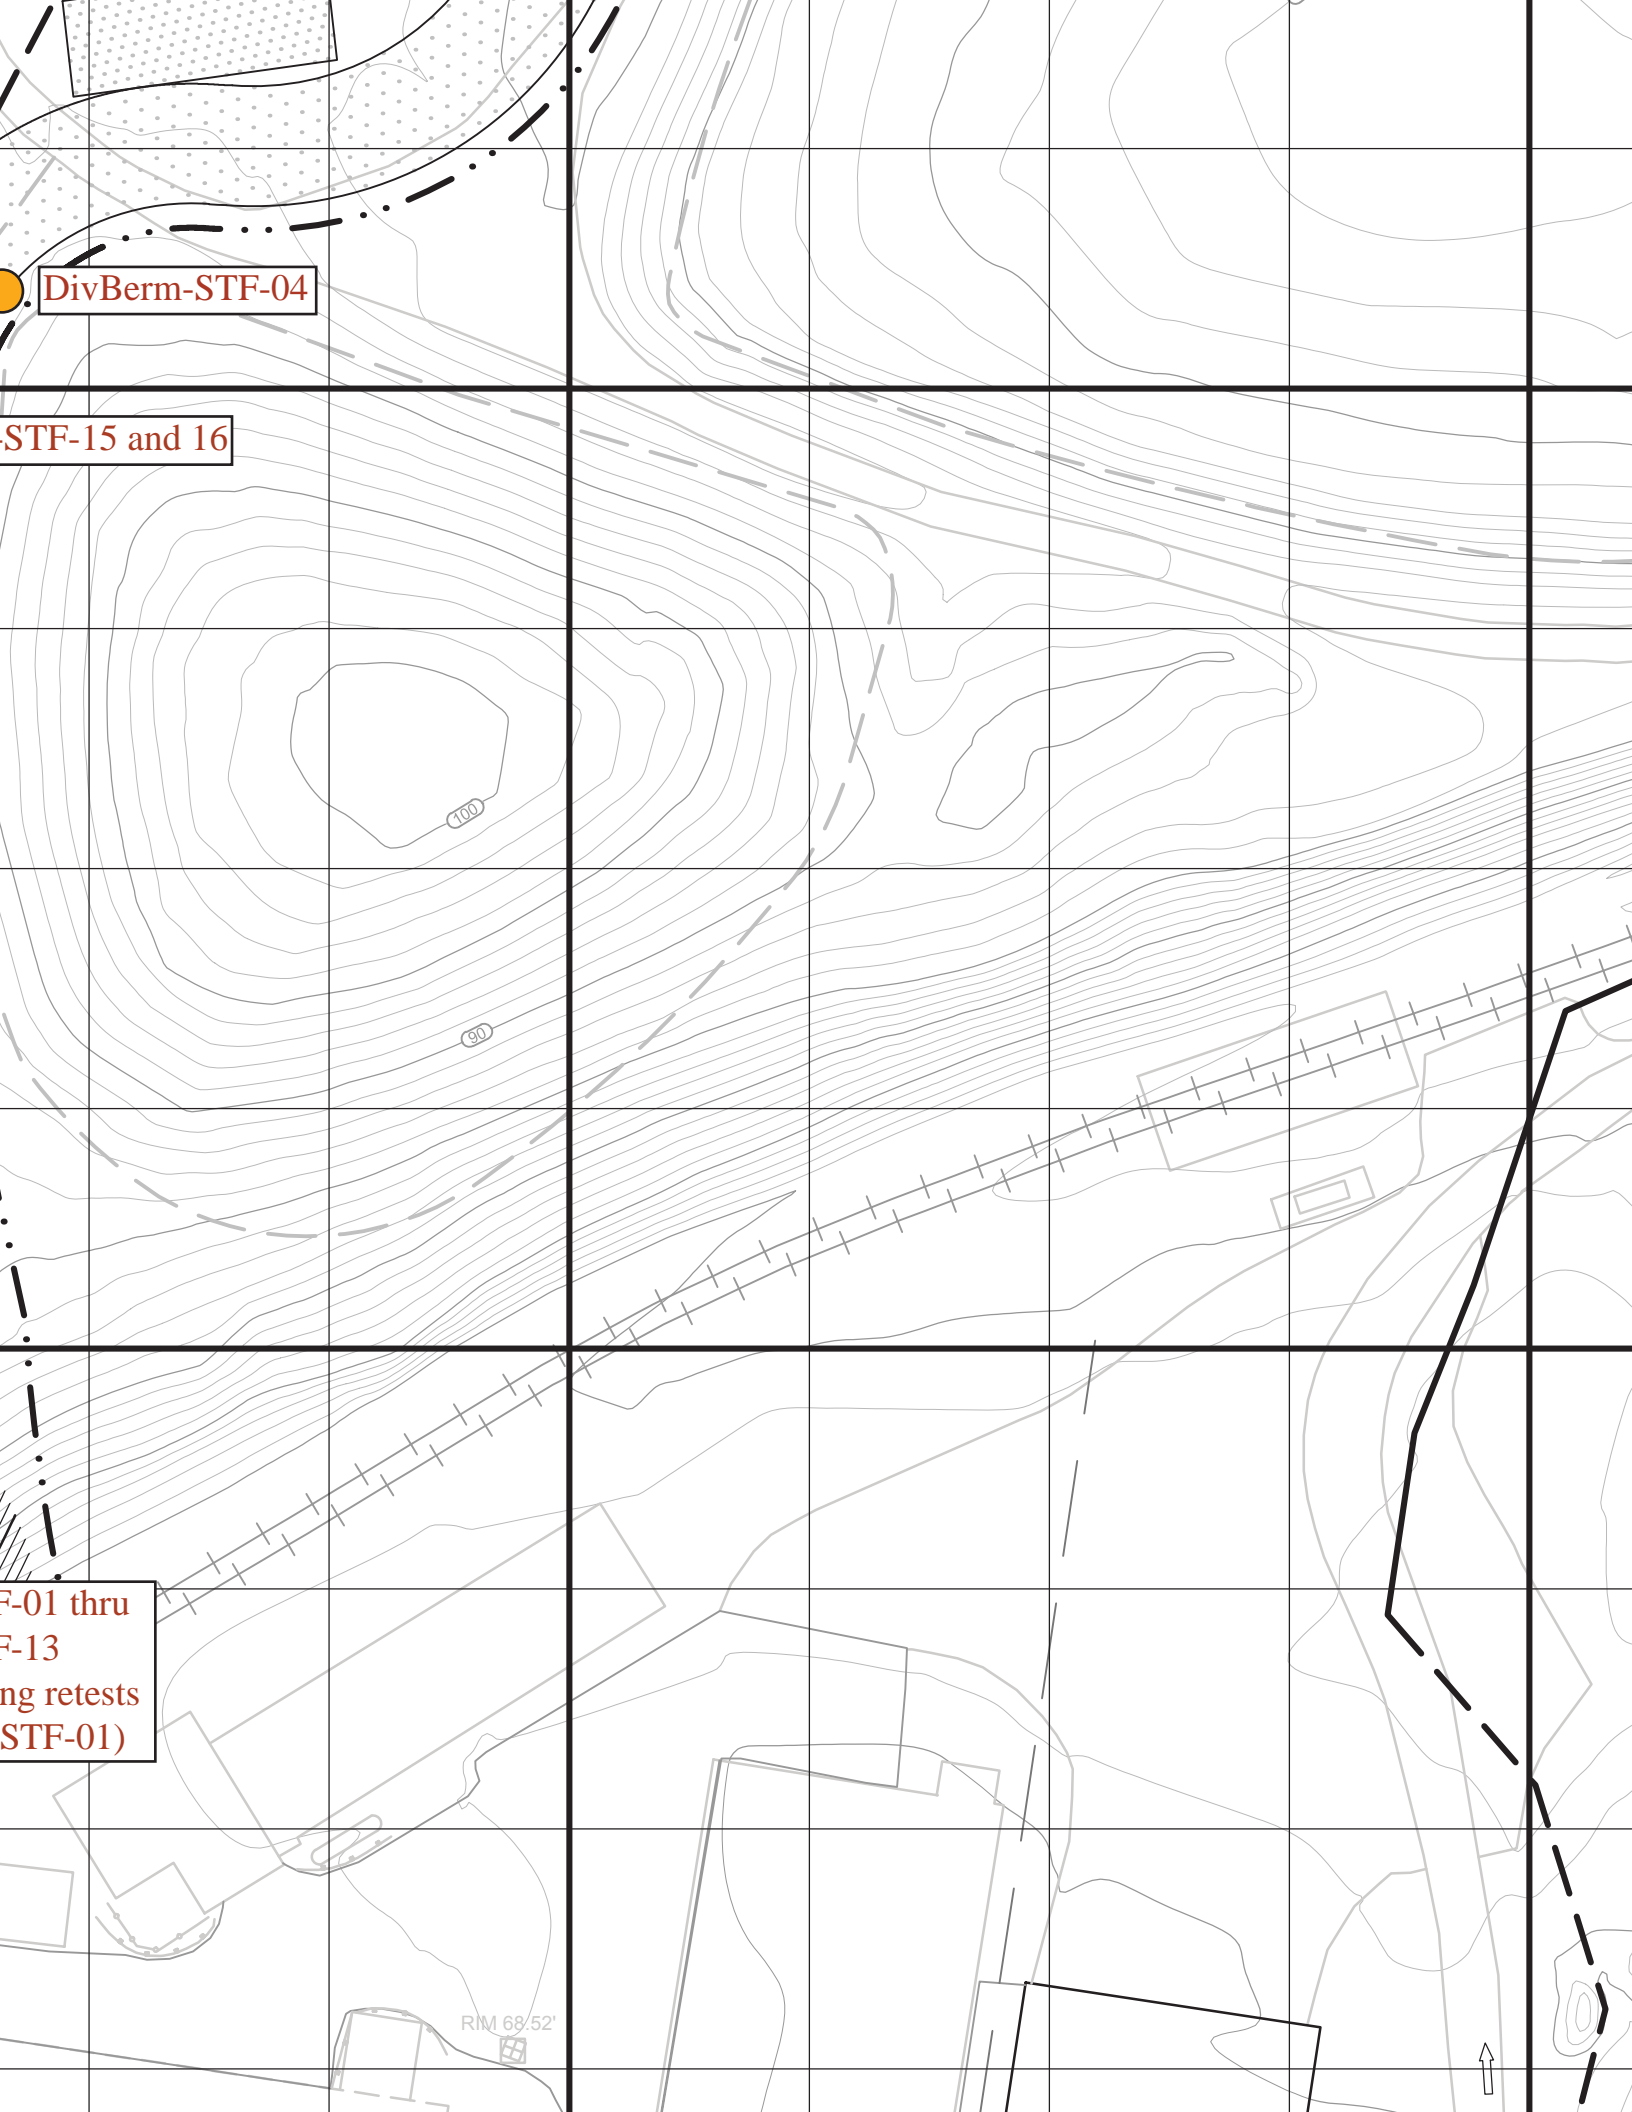 DivBerm-STF-04
-STF-15 and 16
100
90
F-01 thru
F-13
ng retests
STF-01)
RIM 68.52'